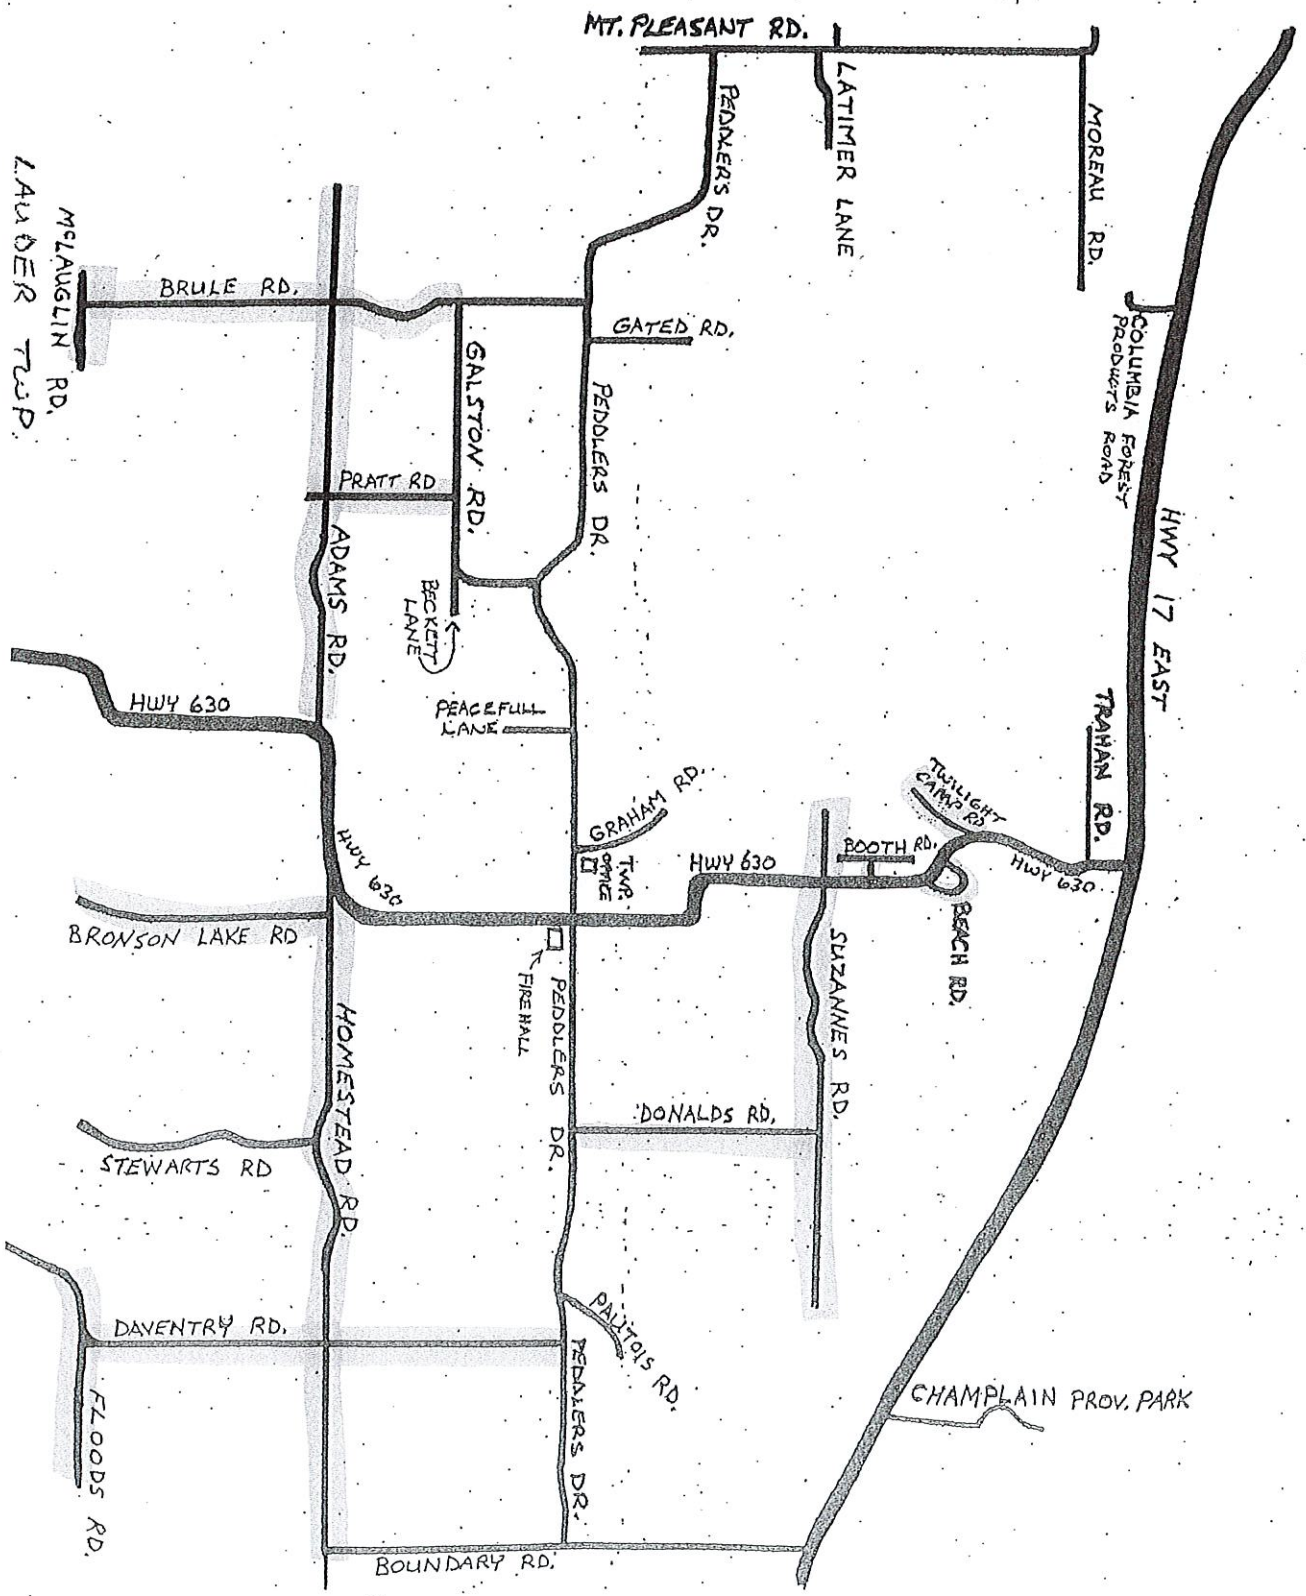 MT. PLEASANT RD.
PEDDLER'S DR.
LATIMER LANE
MOREAU RD.
MCLAUGLIN RD.
LAUDER TWP.
BRULE RD.
GATED RD.
COLUMBIA FOREST
PRODUCTS ROAD
GALSTON RD.
PEDDLERS DR.
PRATT RD
HWY 17 EAST
ADAMS RD.
BECKETT
LANE
HWY 630
PEACEFULL
LANE
TRAHAN RD.
TWILIGHT
CAMP RD
GRAHAM RD.
TWP.
OFFICE
HWY 630
BOOTH RD.
HWY 630
HWY 630
BEACH RD.
BRONSON LAKE RD
FIREHALL
PEDDLERS DR.
SUZANNES RD.
HOMESTEAD RD.
DONALDS RD.
STEWARTS RD
DAVENTRY RD.
PAUTOIS RD.
PEDDLERS DR.
FLOODS RD.
CHAMPLAIN PROV. PARK
BOUNDARY RD.